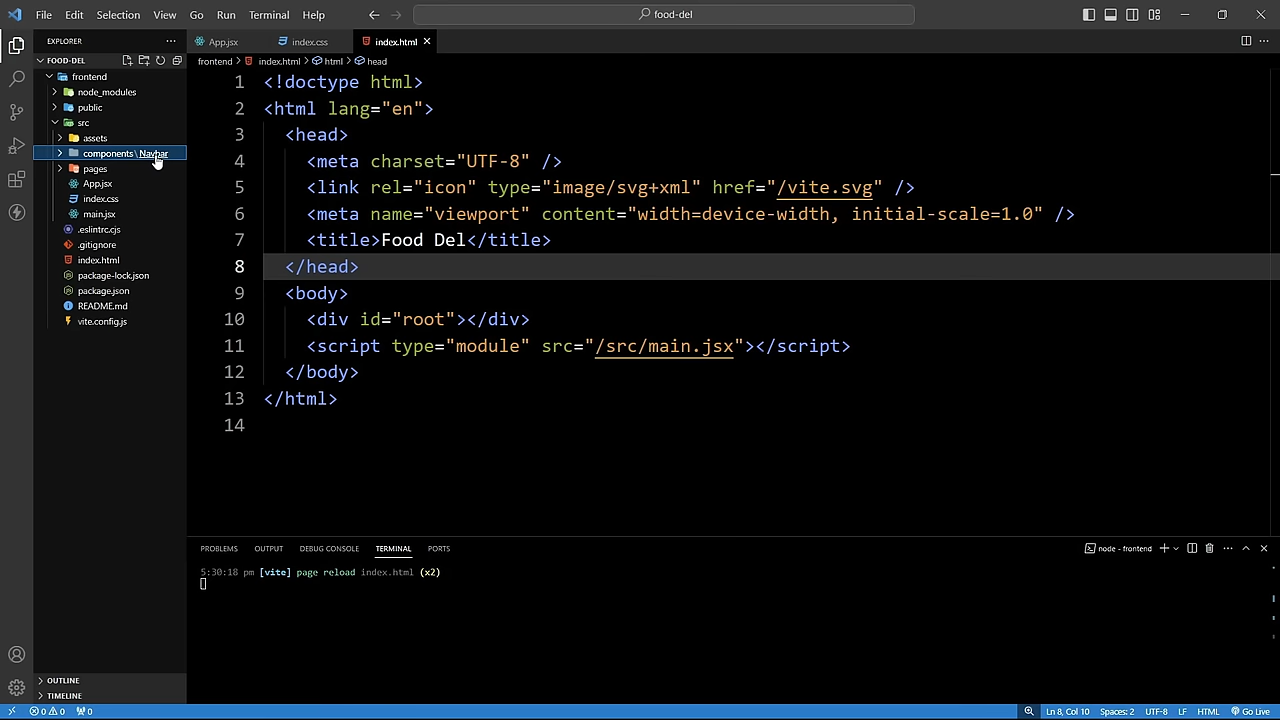 File Edit Selection View Go Run Terminal Help
food-del
EXPLORER
App.jsx
index.css
index.html
FOOD-DEL
frontend > index.html > html > head
frontend
node_modules
public
src
assets
components\Navbar
pages
App.jsx
index.css
main.jsx
.eslintrc.cjs
.gitignore
index.html
package-lock.json
package.json
README.md
vite.config.js
1 <!doctype html>
2 <html lang="en">
3 <head>
4 <meta charset="UTF-8" />
5 <link rel="icon" type="image/svg+xml" href="/vite.svg" />
6 <meta name="viewport" content="width=device-width, initial-scale=1.0" />
7 <title>Food Del</title>
8 </head>
9 <body>
10 <div id="root"></div>
11 <script type="module" src="/src/main.jsx"></script>
12 </body>
13 </html>
14
PROBLEMS OUTPUT DEBUG CONSOLE TERMINAL PORTS
node - frontend
5:30:18 pm [vite] page reload index.html (x2)
OUTLINE
TIMELINE
0 0 0
Ln 8, Col 10 Spaces: 2 UTF-8 LF HTML Go Live